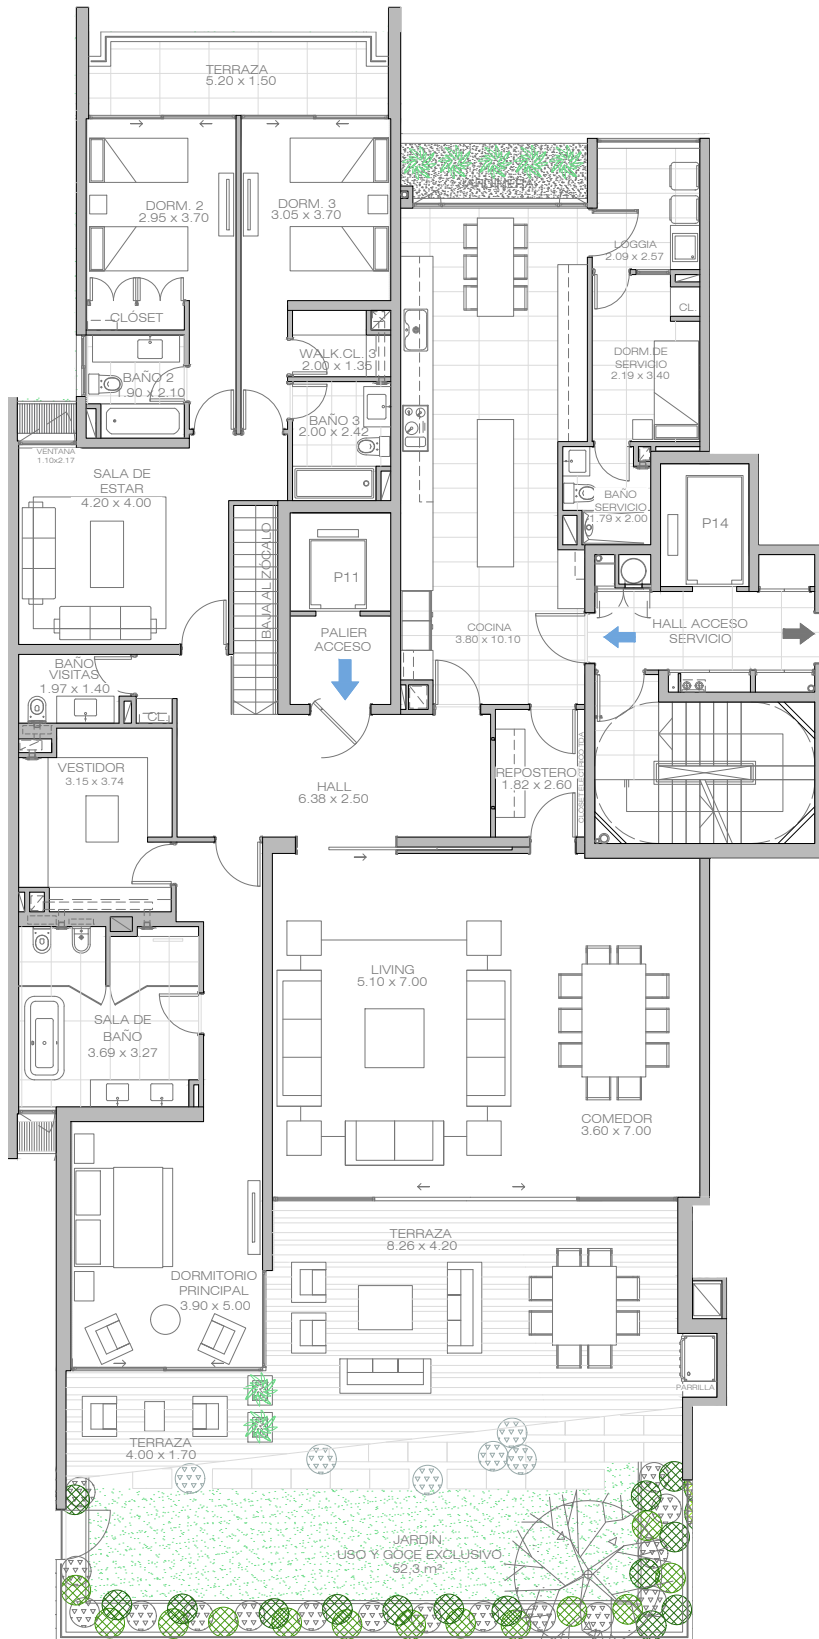 TERRAZA
5.20 x 1.50
DORM. 2
2.95 x 3.70
DORM. 3
3.05 x 3.70
JARDINERA
LOGGIA
2.09 x 2.57
CL.
CLÓSET
WALK.CL. 3
2.00 x 1.35
DORM.DE
SERVICIO
2.19 x 3.40
BAÑO 2
1.90 x 2.10
BAÑO 3
2.00 x 2.42
VENTANA
1.10x2.17
SALA DE
ESTAR
4.20 x 4.00
BAÑO
SERVICIO
1.79 x 2.00
P14
BAJA AL ZÓCALO
P11
PALIER
ACCESO
COCINA
3.80 x 10.10
HALL ACCESO
SERVICIO
BAÑO
VISITAS
1.97 x 1.40
CL.
VESTIDOR
3.15 x 3.74
HALL
6.38 x 2.50
REPOSTERO
1.82 x 2.60
CLOSET ELECTRICO TDA
LIVING
5.10 x 7.00
SALA DE
BAÑO
3.69 x 3.27
COMEDOR
3.60 x 7.00
TERRAZA
8.26 x 4.20
DORMITORIO
PRINCIPAL
3.90 x 5.00
PARRILLA
TERRAZA
4.00 x 1.70
JARDIN
USO Y GOCE EXCLUSIVO
52.3 m²